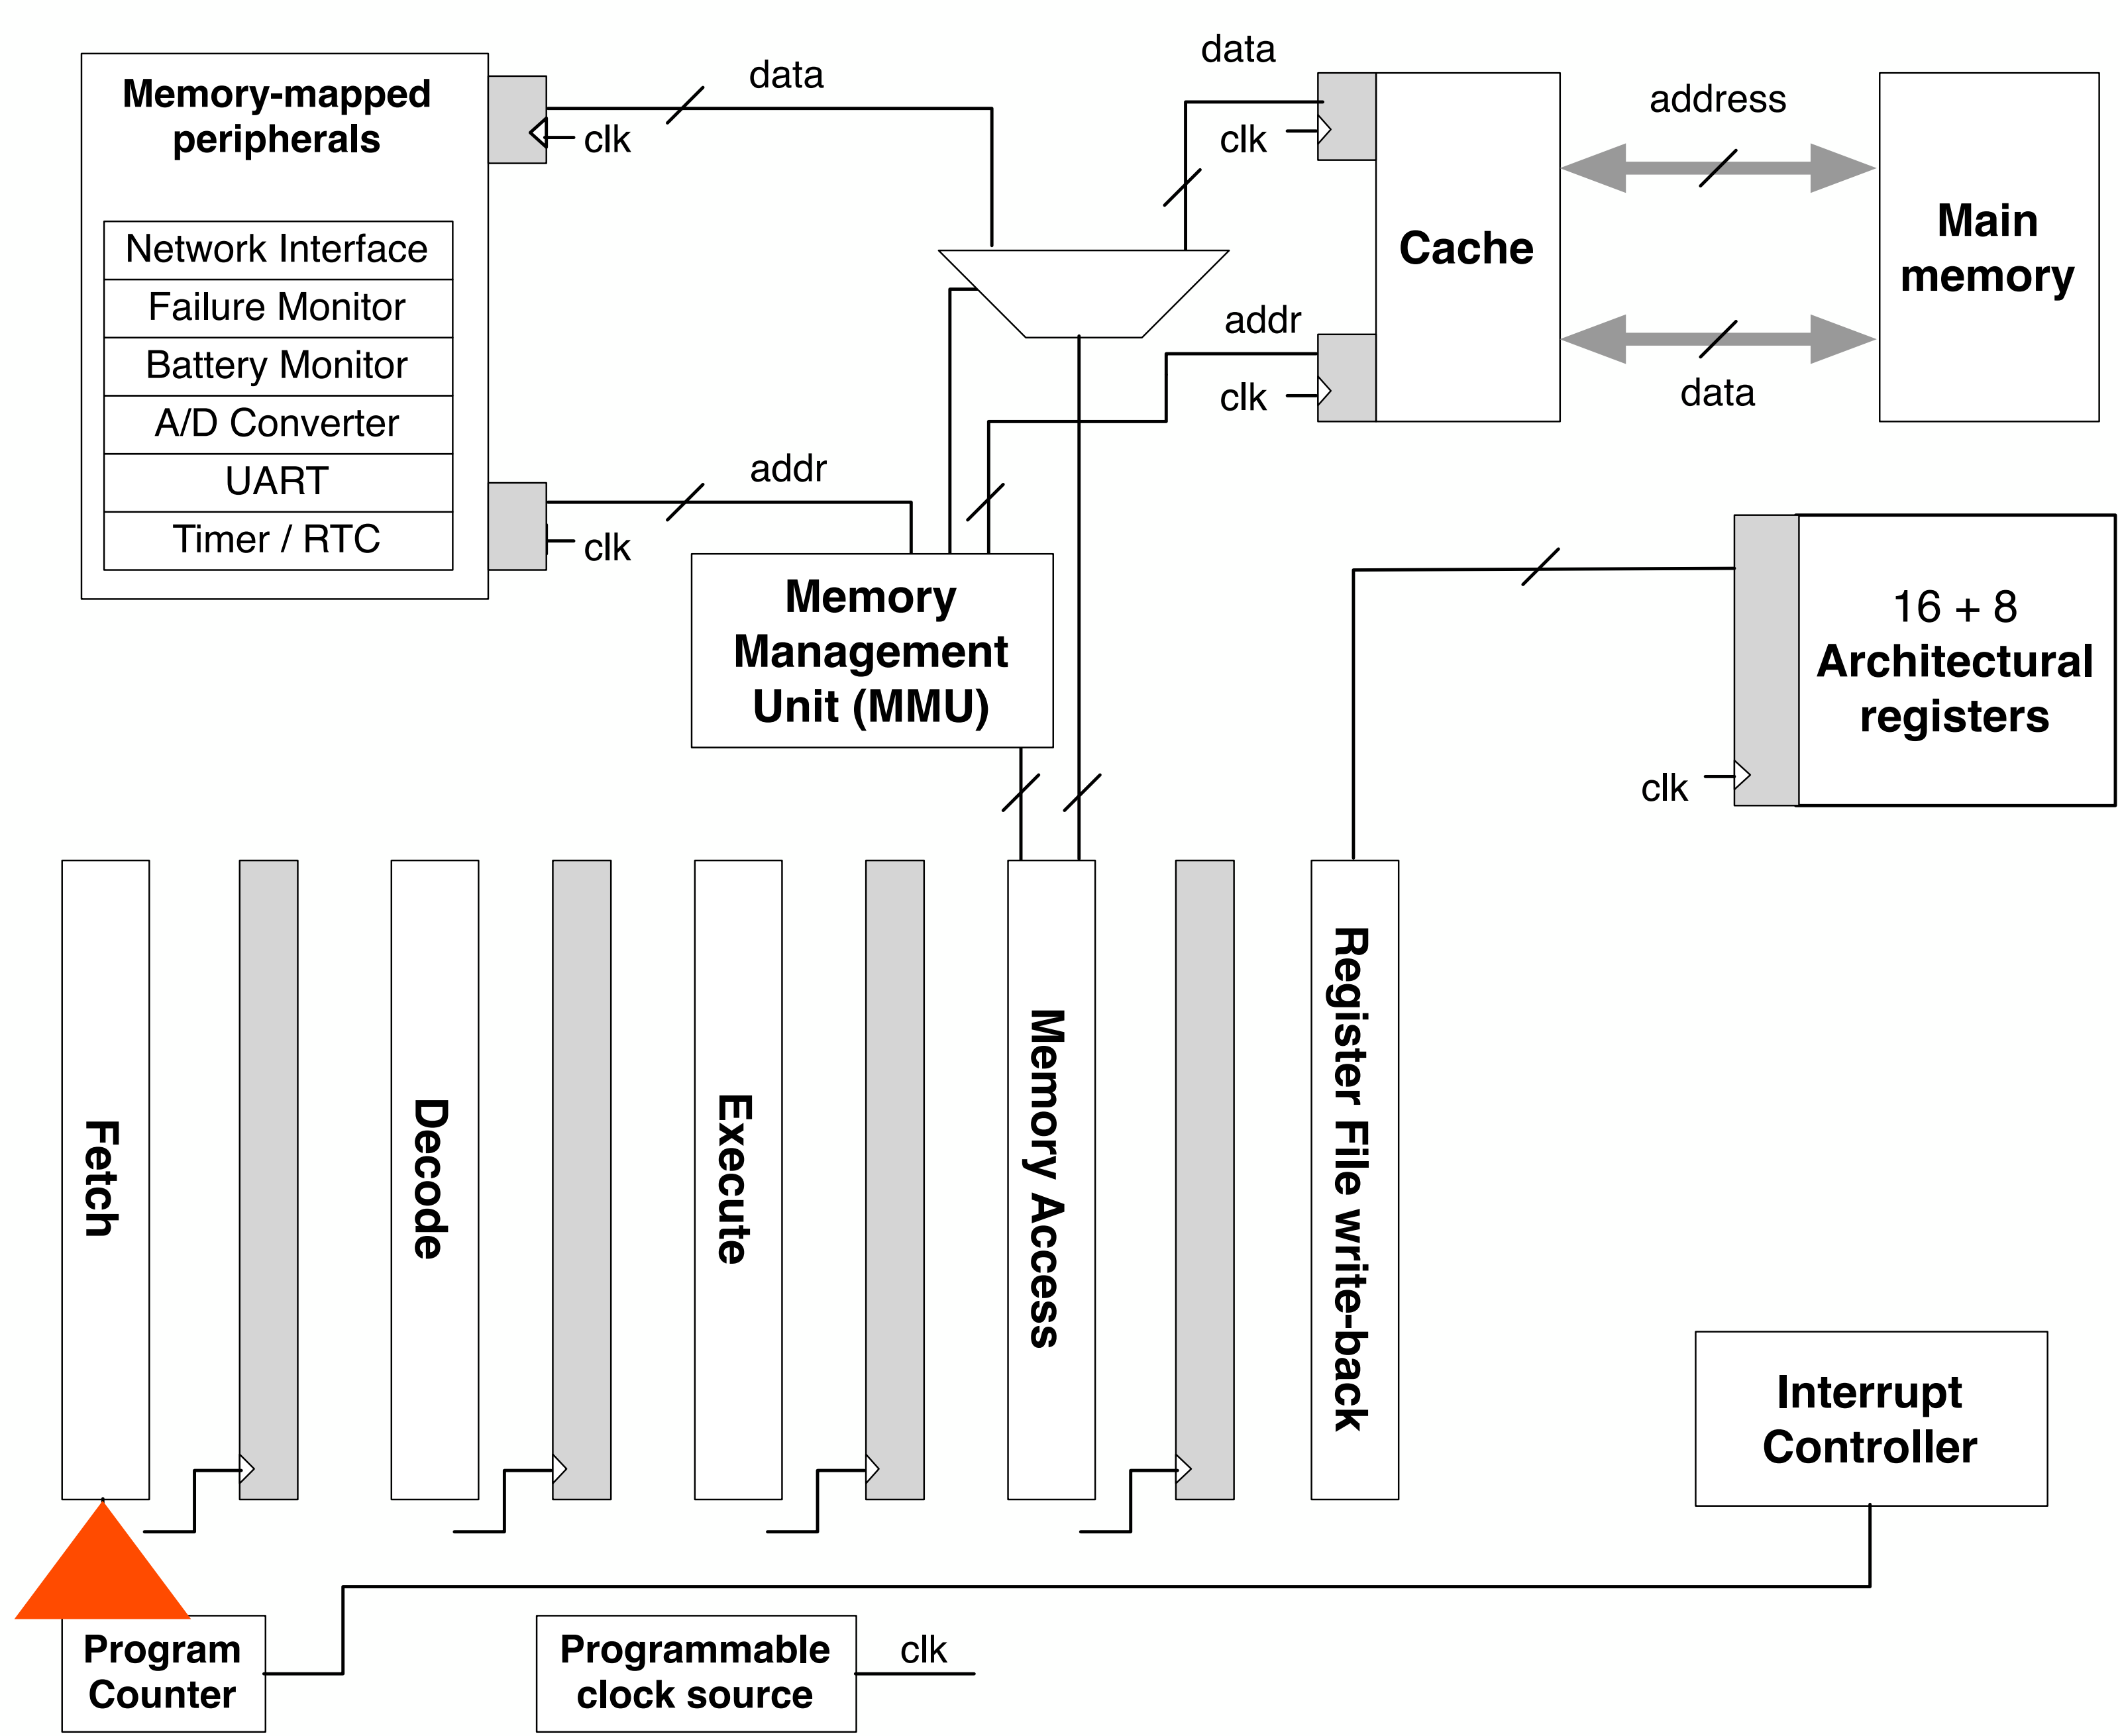 Memory-mapped
peripherals
Network Interface
Failure Monitor
Battery Monitor
A/D Converter
UART
Timer / RTC
data
clk
addr
clk
data
clk
addr
clk
Cache
address
data
Main
memory
Memory
Management
Unit (MMU)
16 + 8
Architectural
registers
clk
Fetch
Decode
Execute
Memory Access
Register File write-back
Interrupt
Controller
Program
Counter
Programmable
clock source
clk